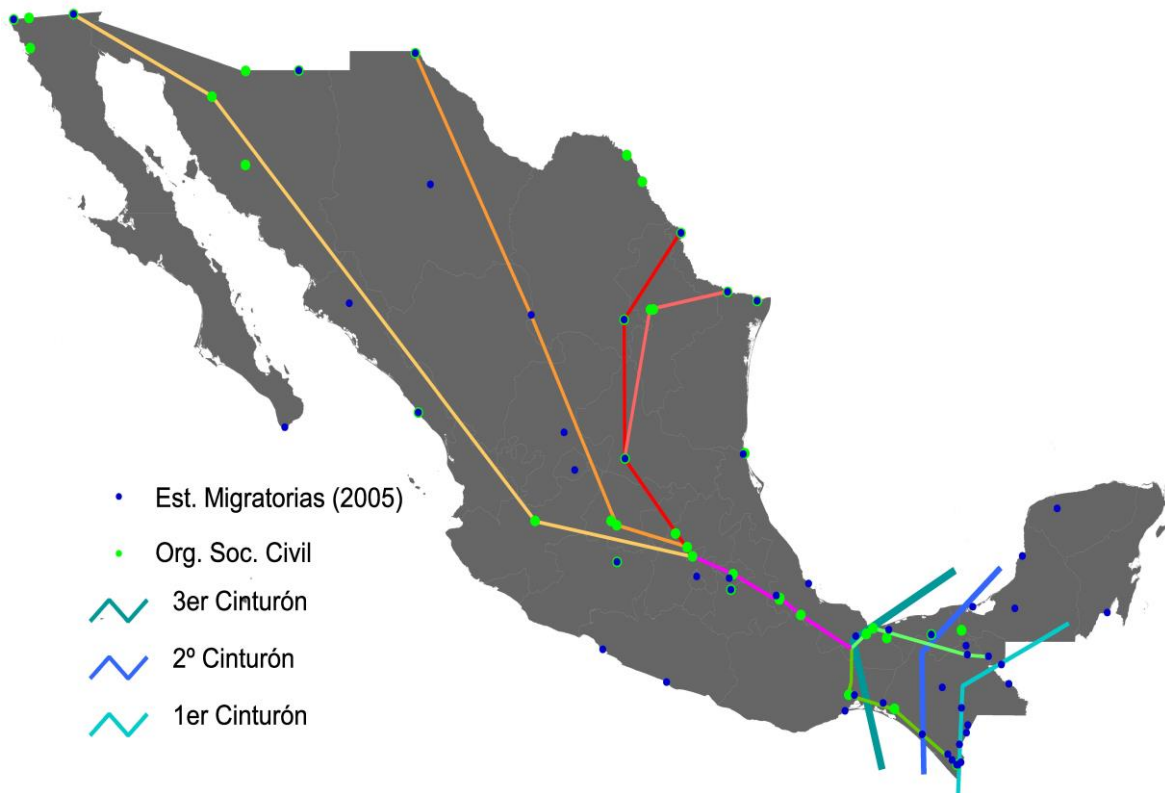 Est. Migratorias (2005)
Org. Soc. Civil
3er Cinturón
2º Cinturón
1er Cinturón